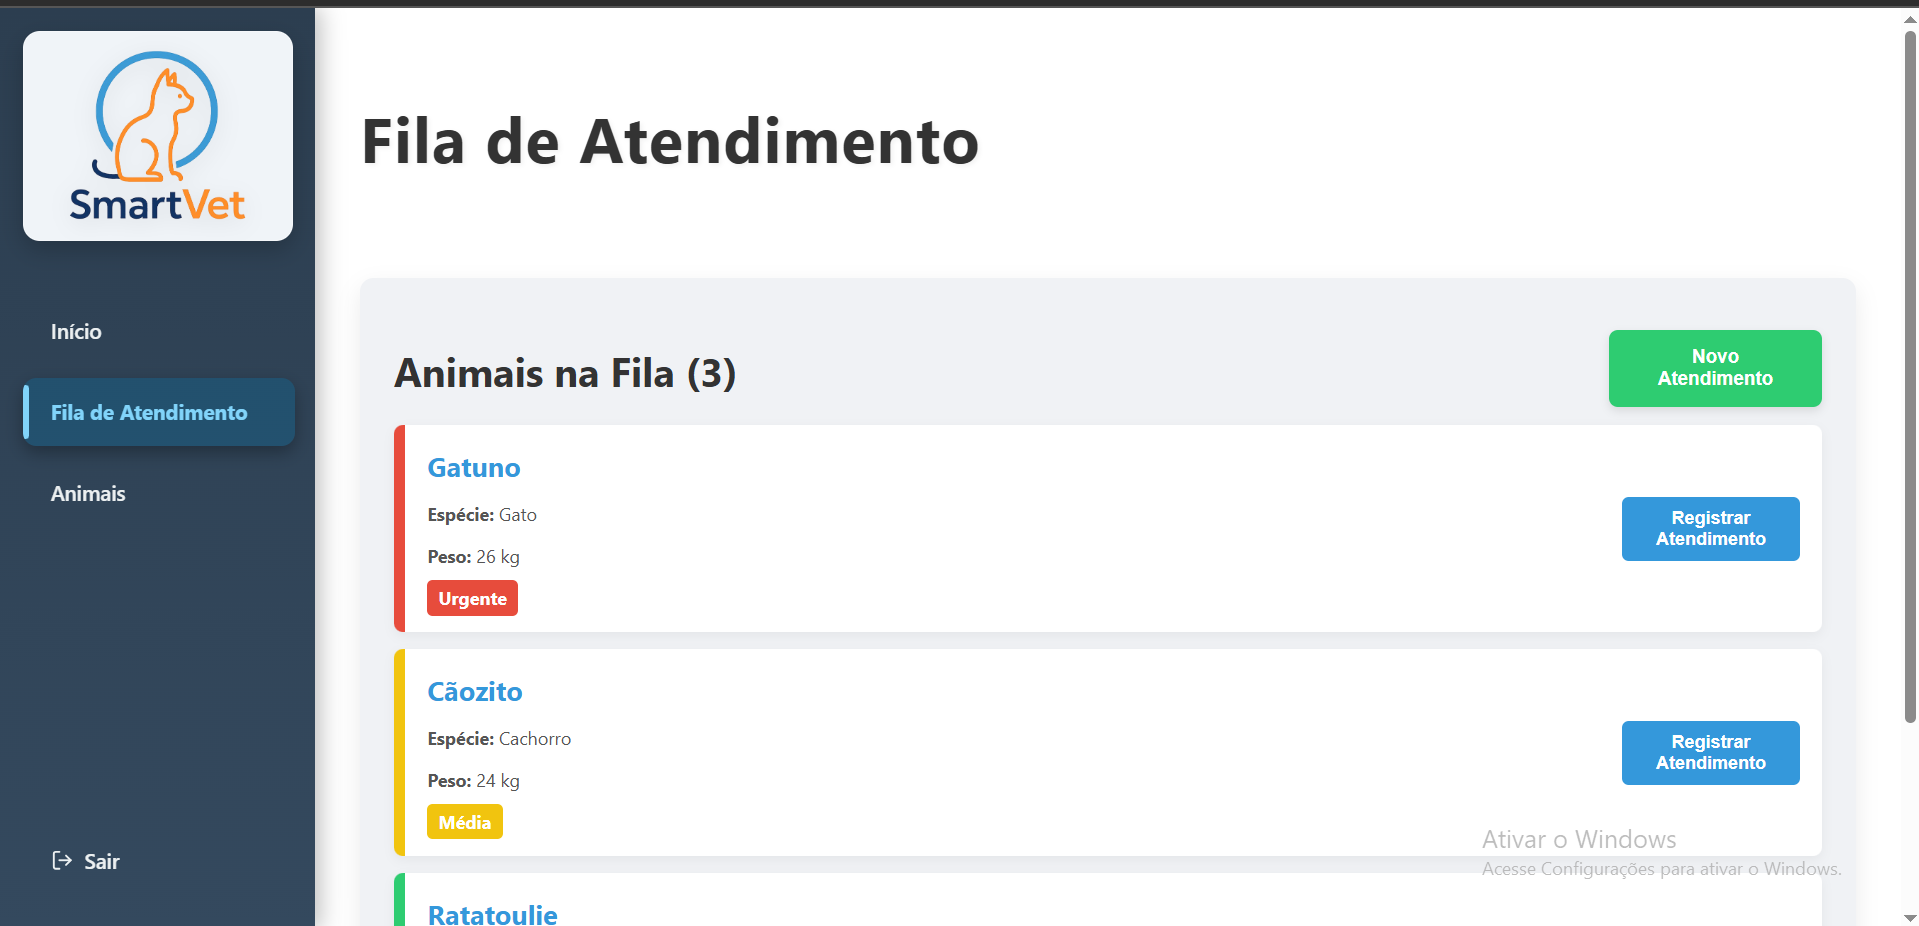 SmartVet
Início
Fila de Atendimento
Animais
Sair
Fila de Atendimento
Animais na Fila (3)
Novo
Atendimento
Gatuno
Espécie: Gato
Peso: 26 kg
Urgente
Registrar
Atendimento
Cãozito
Espécie: Cachorro
Peso: 24 kg
Média
Registrar
Atendimento
Ratatoulie
Ativar o Windows
Acesse Configurações para ativar o Windows.